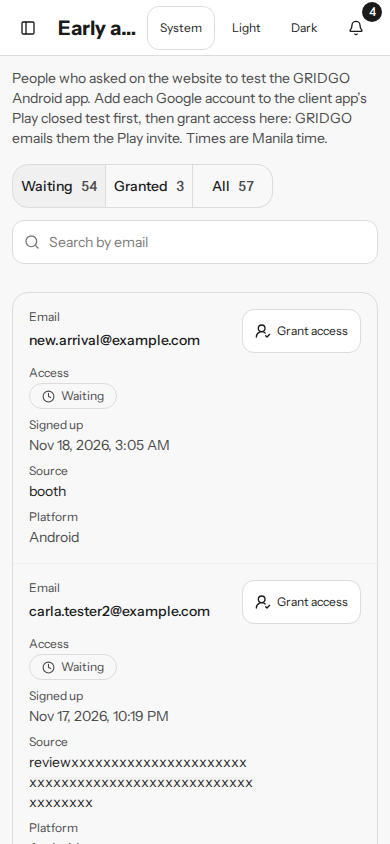 Early a...
System
Light
Dark
4
People who asked on the website to test the GRIDGO
Android app. Add each Google account to the client app's
Play closed test first, then grant access here: GRIDGO
emails them the Play invite. Times are Manila time.
Waiting 54
Granted 3
All 57
Search by email
Email
new.arrival@example.com
Grant access
Access
Waiting
Signed up
Nov 18, 2026, 3:05 AM
Source
booth
Platform
Android
Email
carla.tester2@example.com
Grant access
Access
Waiting
Signed up
Nov 17, 2026, 10:19 PM
Source
reviewxxxxxxxxxxxxxxxxxxxxxx
xxxxxxxxxxxxxxxxxxxxxxxxxxxx
xxxxxxxx
Platform